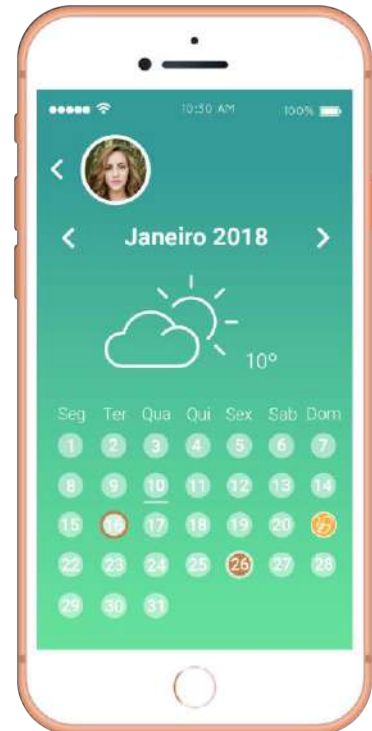 10:30 AM 100%
Janeiro 2018
10º
Seg Ter Qua Qui Sex Sab Dom
1 2 3 4 5 6 7
8 9 10 11 12 13 14
15 16 17 18 19 20
22 23 24 25 26 27 28
29 30 31